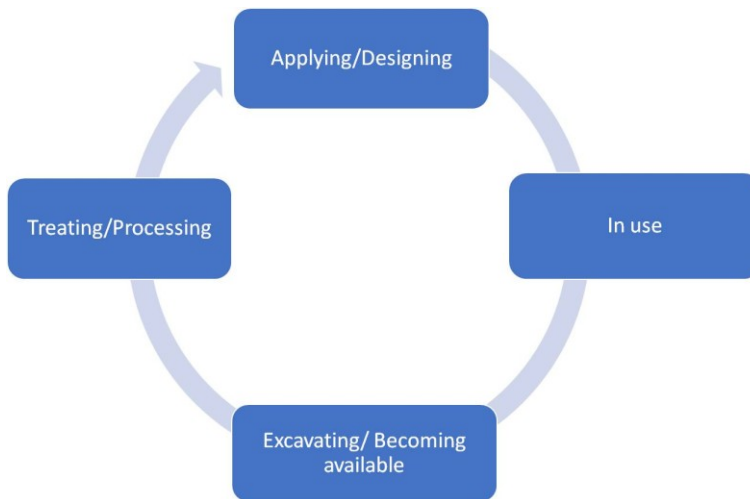 Applying/Designing
In use
Excavating/ Becoming
available
Treating/Processing